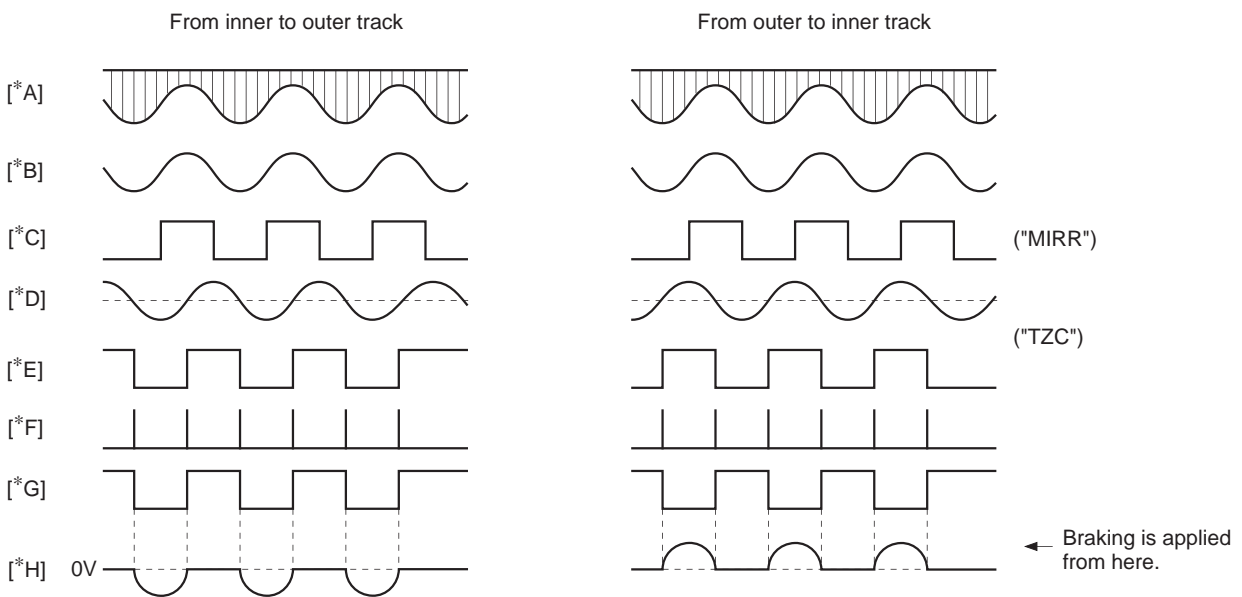 From inner to outer track
From outer to inner track
[*A]
[*B]
[*C]
("MIRR")
[*D]
("TZC")
[*E]
[*F]
[*G]
[*H]
0V
Braking is applied
from here.